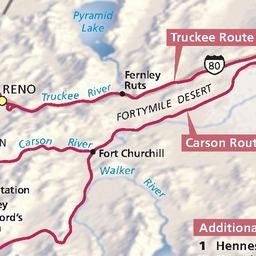 Pyramid
Lake
Truckee Route
80
RENO
Fernley
Ruts
Truckee River
FORTYMILE DESERT
Carson River
Carson Rout
Fort Churchill
Walker
River
tation
ey
ord's
n
Additiona
1 Hennes